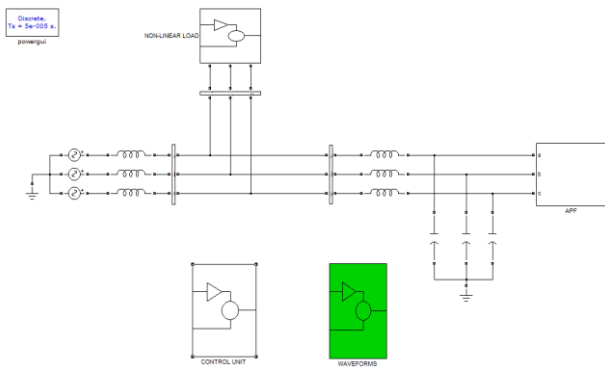 Discrete,
Ts = 5e-005 s.
powergui
NON-LINEAR LOAD
a
b
c
APF
CONTROL UNIT
WAVEFORMS